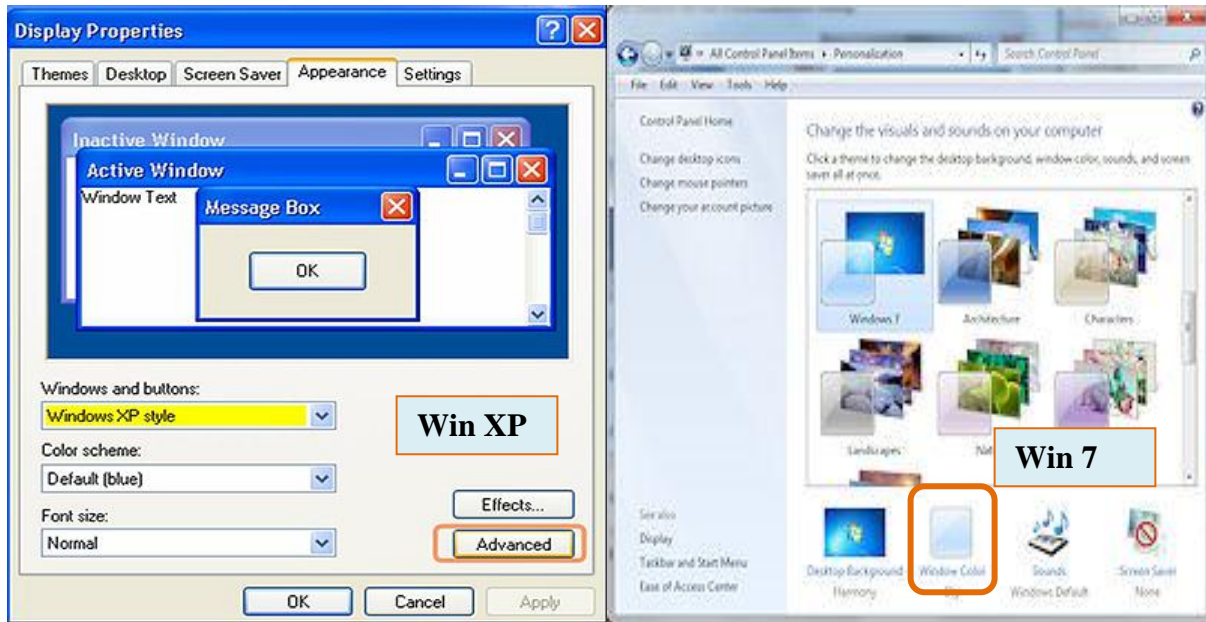 Display Properties
Themes Desktop Screen Saver Appearance Settings
Inactive Window
Active Window
Window Text
Message Box
OK
Windows and buttons:
Windows XP style
Win XP
Color scheme:
Default (blue)
Font size:
Normal
Effects...
Advanced
OK Cancel Apply
All Control Panel Items Personalization
Search Control Panel
File Edit View Tools Help
Control Panel Home
Change desktop icons
Change mouse pointers
Change your account picture
See also
Display
Taskbar and Start Menu
Ease of Access Center
Change the visuals and sounds on your computer
Click a theme to change the desktop background, window color, sounds, and screen
saver all at once.
Windows 7 Architecture Characters
Landscapes
Win 7
Desktop Background Window Color Sounds Screen Saver
Harmony Windows Default None